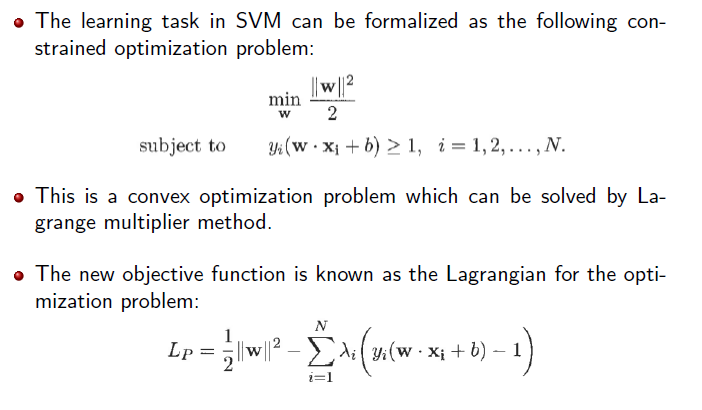 • The learning task in SVM can be formalized as the following con-
strained optimization problem:
min_w ‖w‖² / 2
subject to y_i(w · x_i + b) ≥ 1, i = 1, 2, . . . , N.
• This is a convex optimization problem which can be solved by La-
grange multiplier method.
• The new objective function is known as the Lagrangian for the opti-
mization problem:
L_P = 1/2 ‖w‖² − ∑_{i=1}^{N} λ_i ( y_i(w · x_i + b) − 1 )